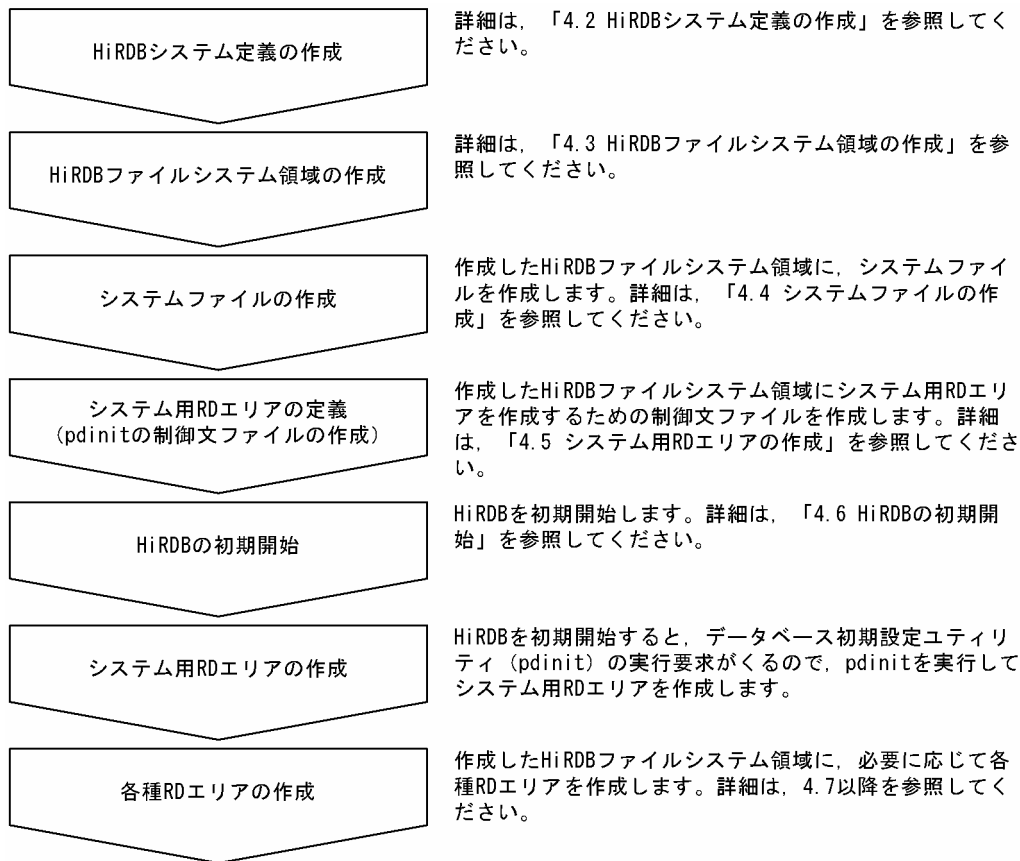 HiRDBシステム定義の作成
詳細は，「4.2 HiRDBシステム定義の作成」を参照してく
ださい。
HiRDBファイルシステム領域の作成
詳細は，「4.3 HiRDBファイルシステム領域の作成」を参
照してください。
システムファイルの作成
作成したHiRDBファイルシステム領域に，システムファイ
ルを作成します。詳細は，「4.4 システムファイルの作
成」を参照してください。
システム用RDエリアの定義
(pdinitの制御文ファイルの作成)
作成したHiRDBファイルシステム領域にシステム用RDエリ
アを作成するための制御文ファイルを作成します。詳細
は，「4.5 システム用RDエリアの作成」を参照してくださ
い。
HiRDBの初期開始
HiRDBを初期開始します。詳細は，「4.6 HiRDBの初期開
始」を参照してください。
システム用RDエリアの作成
HiRDBを初期開始すると，データベース初期設定ユティリ
ティ（pdinit）の実行要求がくるので，pdinitを実行して
システム用RDエリアを作成します。
各種RDエリアの作成
作成したHiRDBファイルシステム領域に，必要に応じて各
種RDエリアを作成します。詳細は，4.7以降を参照してく
ださい。